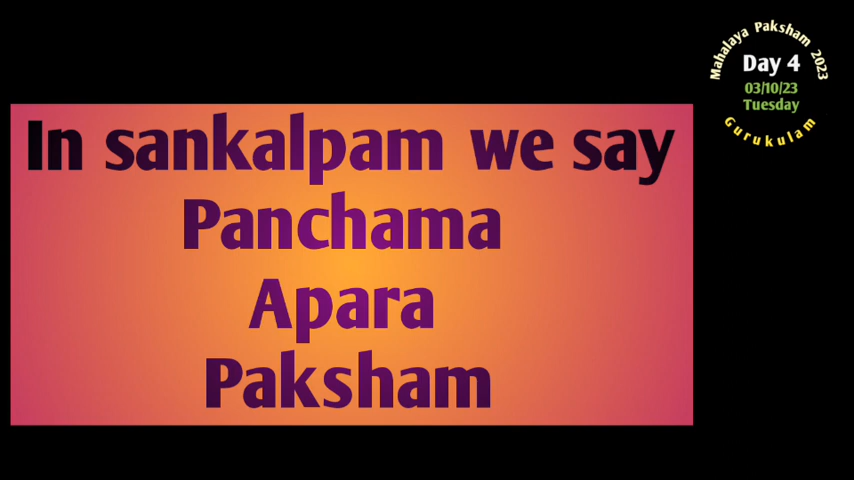 In sankalpam we say
Panchama
Apara
Paksham
Mahalaya Paksham 2023
Day 4
03/10/23
Tuesday
Gurukulam